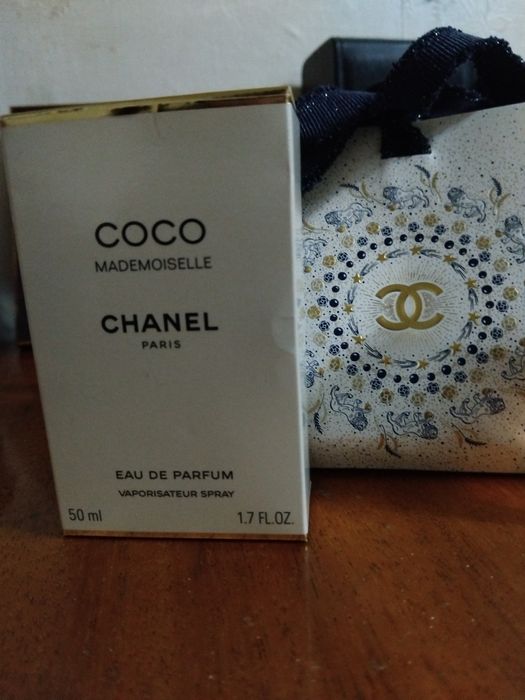 COCO
MADEMOISELLE
CHANEL
PARIS
EAU DE PARFUM
VAPORISATEUR SPRAY
50 ml
1.7 FL.OZ.